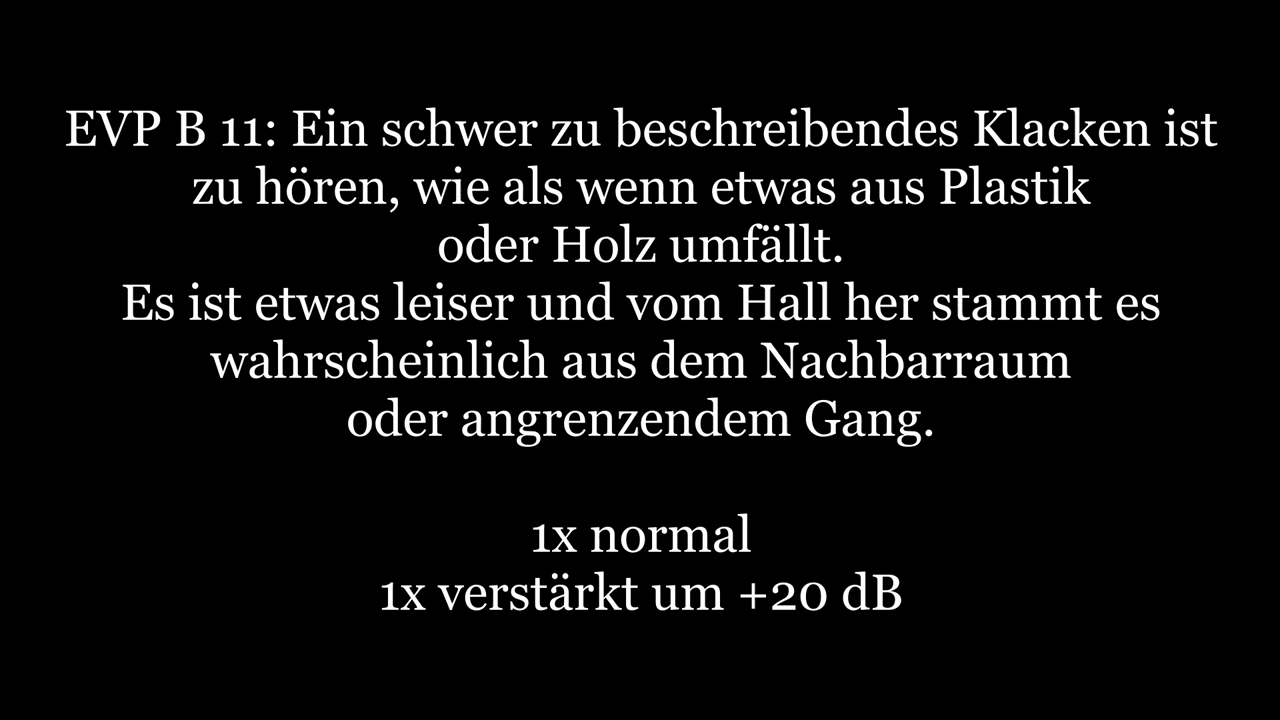 EVP B 11: Ein schwer zu beschreibendes Klacken ist
zu hören, wie als wenn etwas aus Plastik
oder Holz umfällt.
Es ist etwas leiser und vom Hall her stammt es
wahrscheinlich aus dem Nachbarraum
oder angrenzendem Gang.
1x normal
1x verstärkt um +20 dB